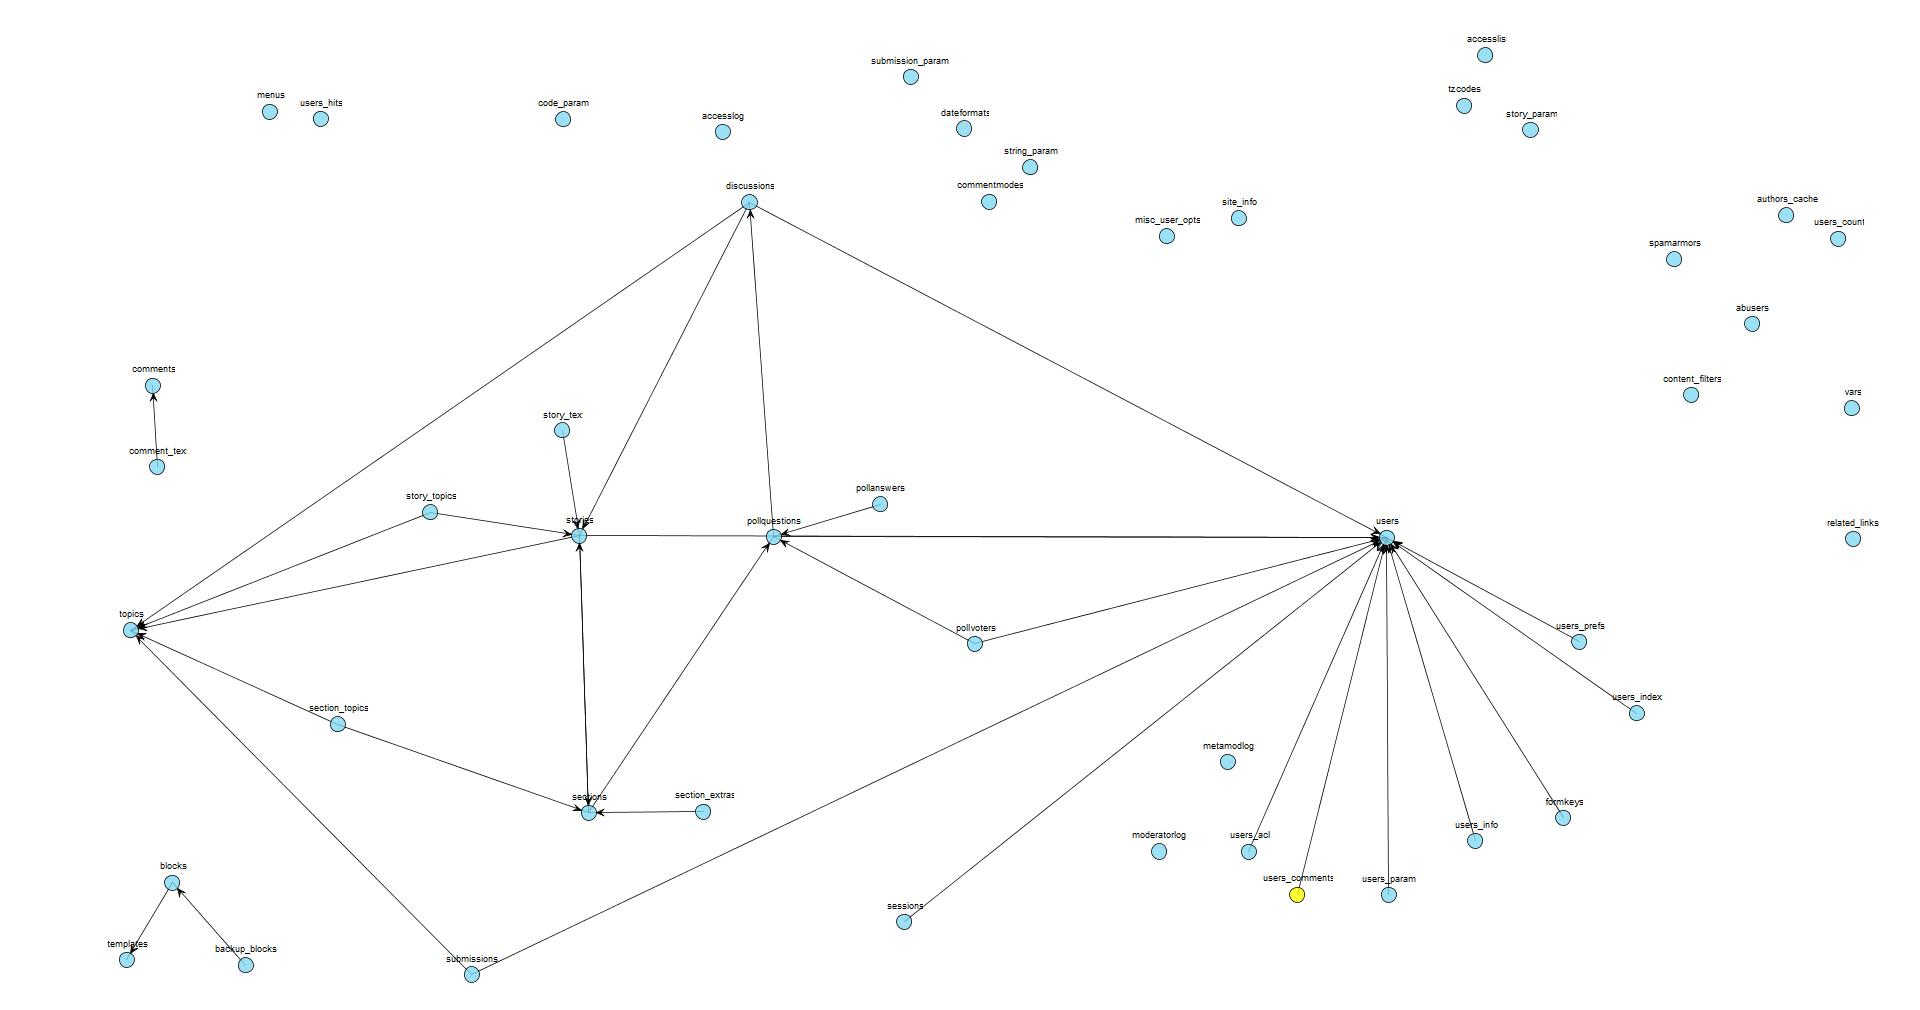 accesslis
submission_param
tzcodes
menus
users_hits
code_param
accesslog
dateformats
story_param
string_param
discussions
commentmodes
misc_user_opts
site_info
authors_cache
users_count
spamarmors
abusers
comments
content_filters
vars
story_tex
comment_tex
story_topics
pollanswers
stories
pollquestions
users
related_links
topics
pollvoters
users_prefs
section_topics
users_index
metamodlog
sections
section_extras
formkeys
moderatorlog
users_acl
users_info
blocks
users_comments
users_param
sessions
templates
backup_blocks
submissions